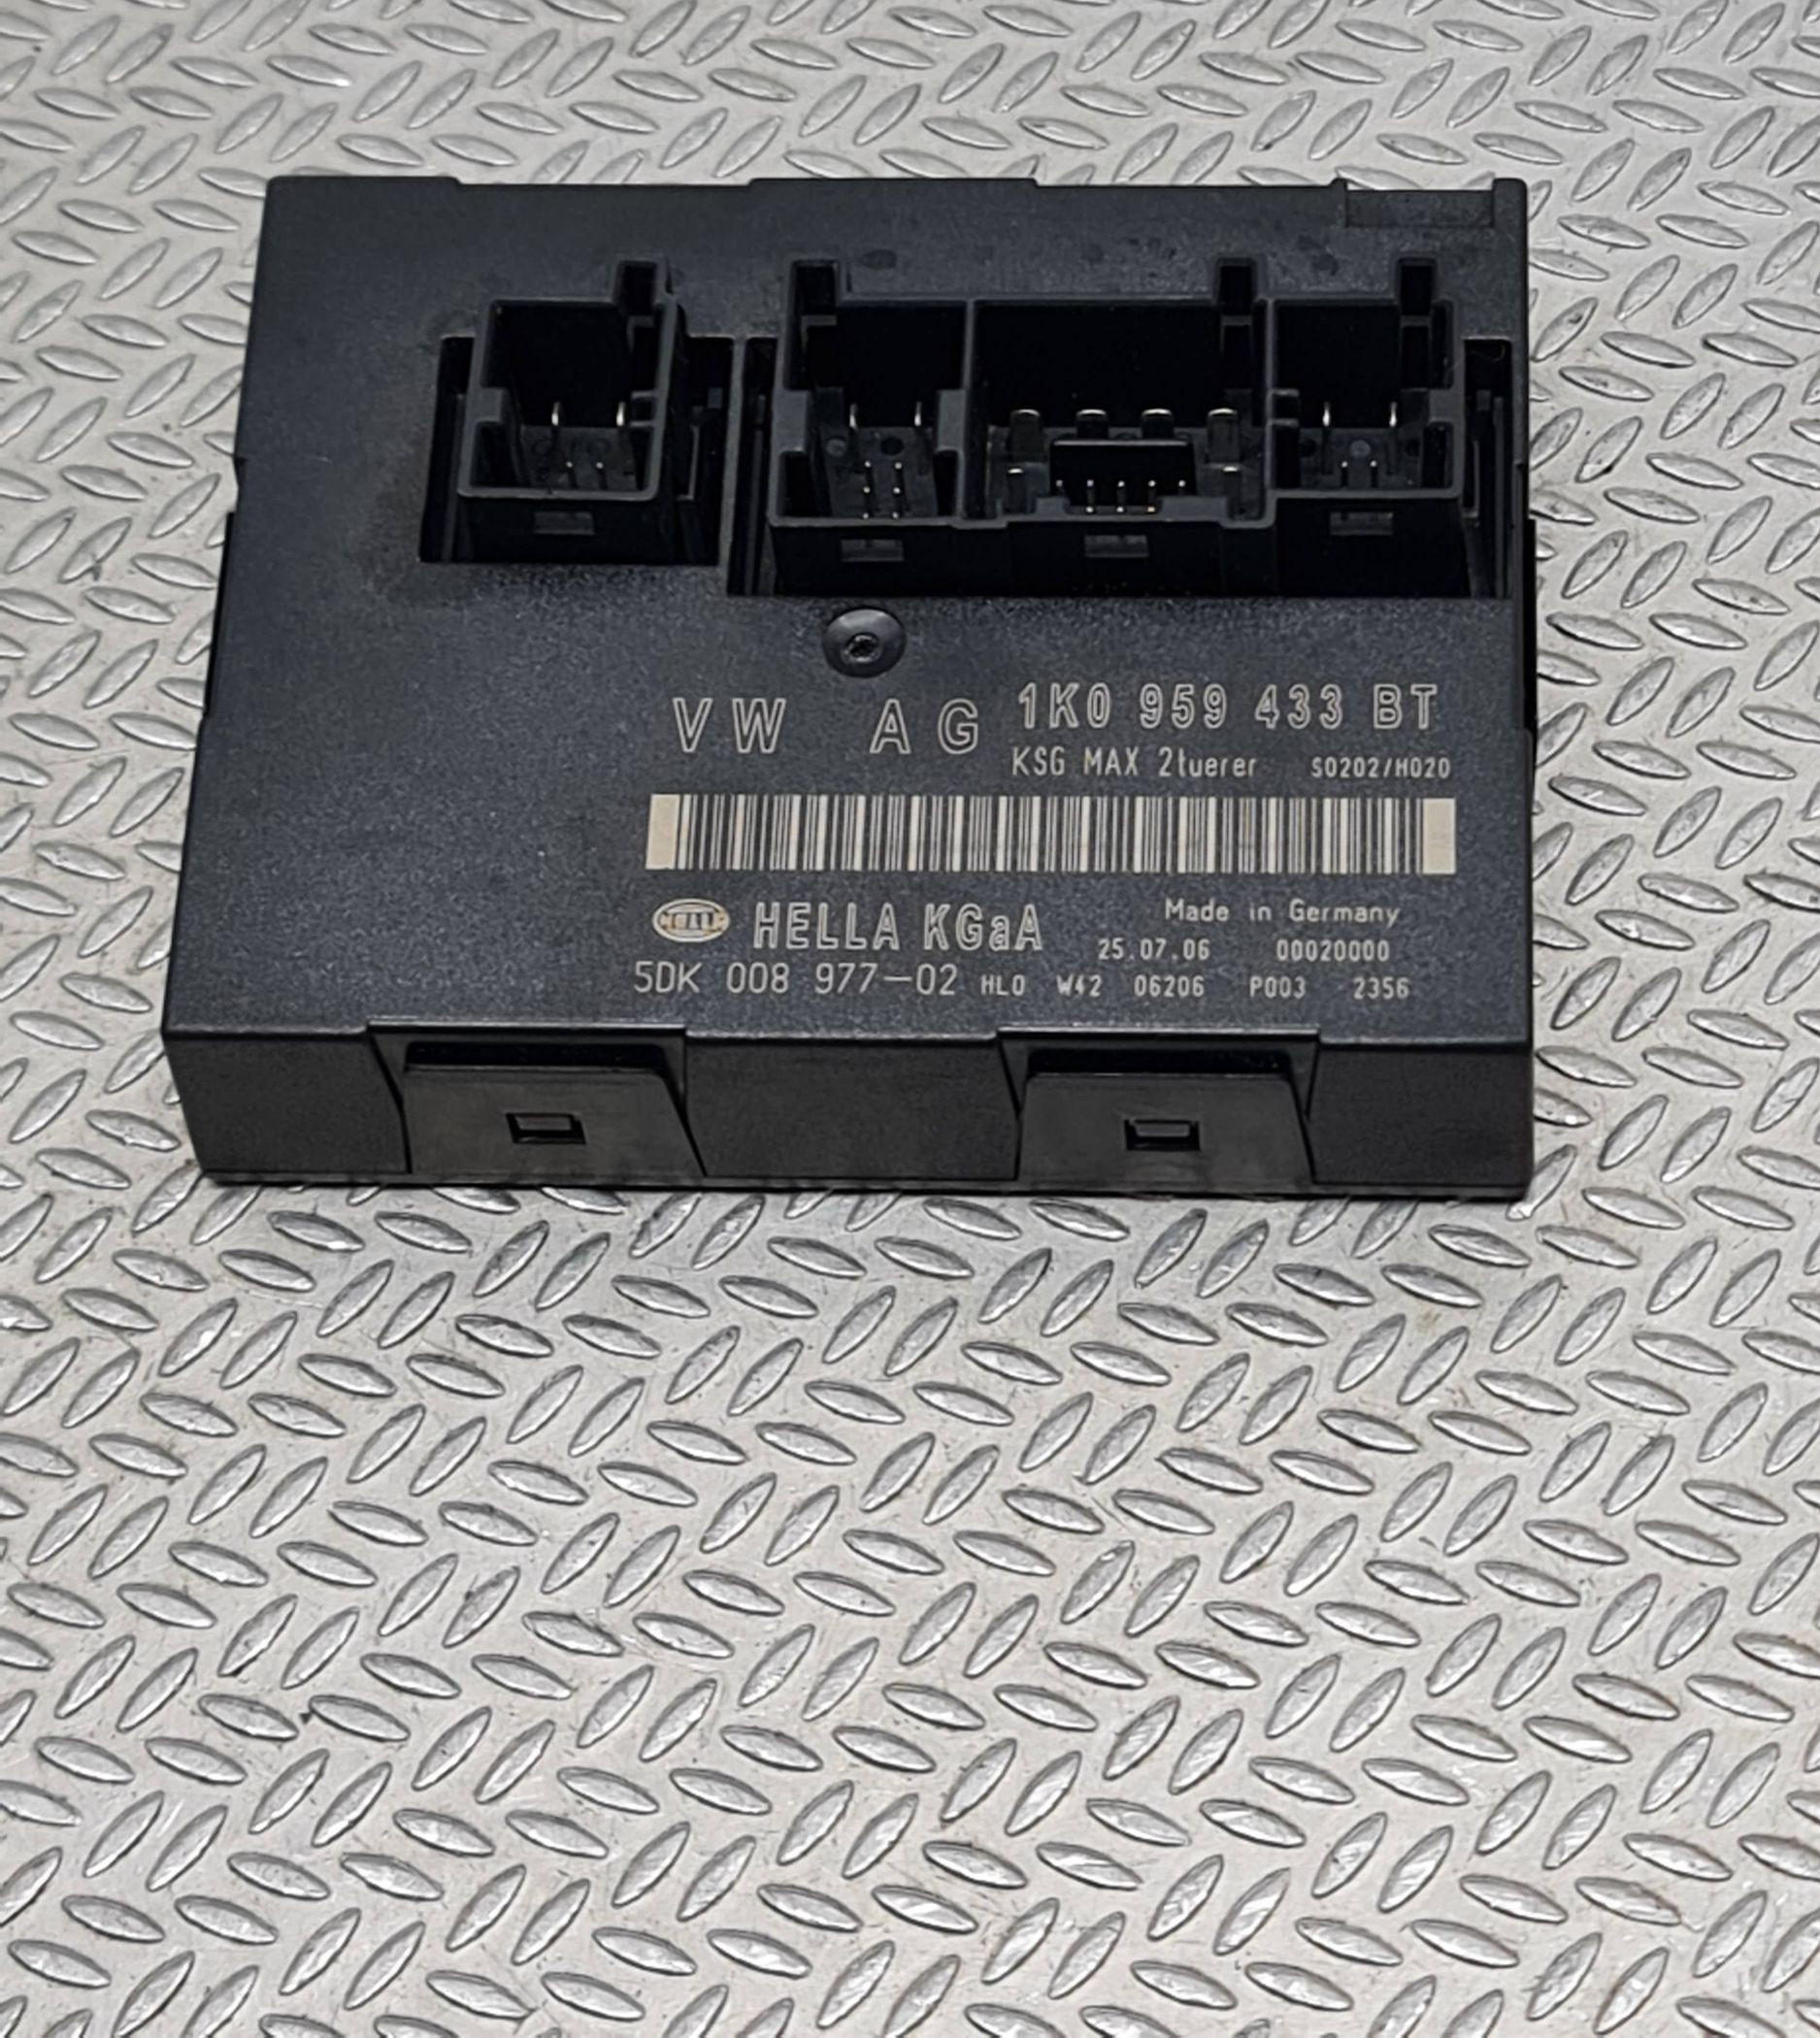 VW AG 1K0 959 433 BT
KSG MAX 2tuerer S0202/H020
HELLA HELLA KGaA Made in Germany
25.07.06 00020000
5DK 008 977-02 HLO W42 06206 P003 2356